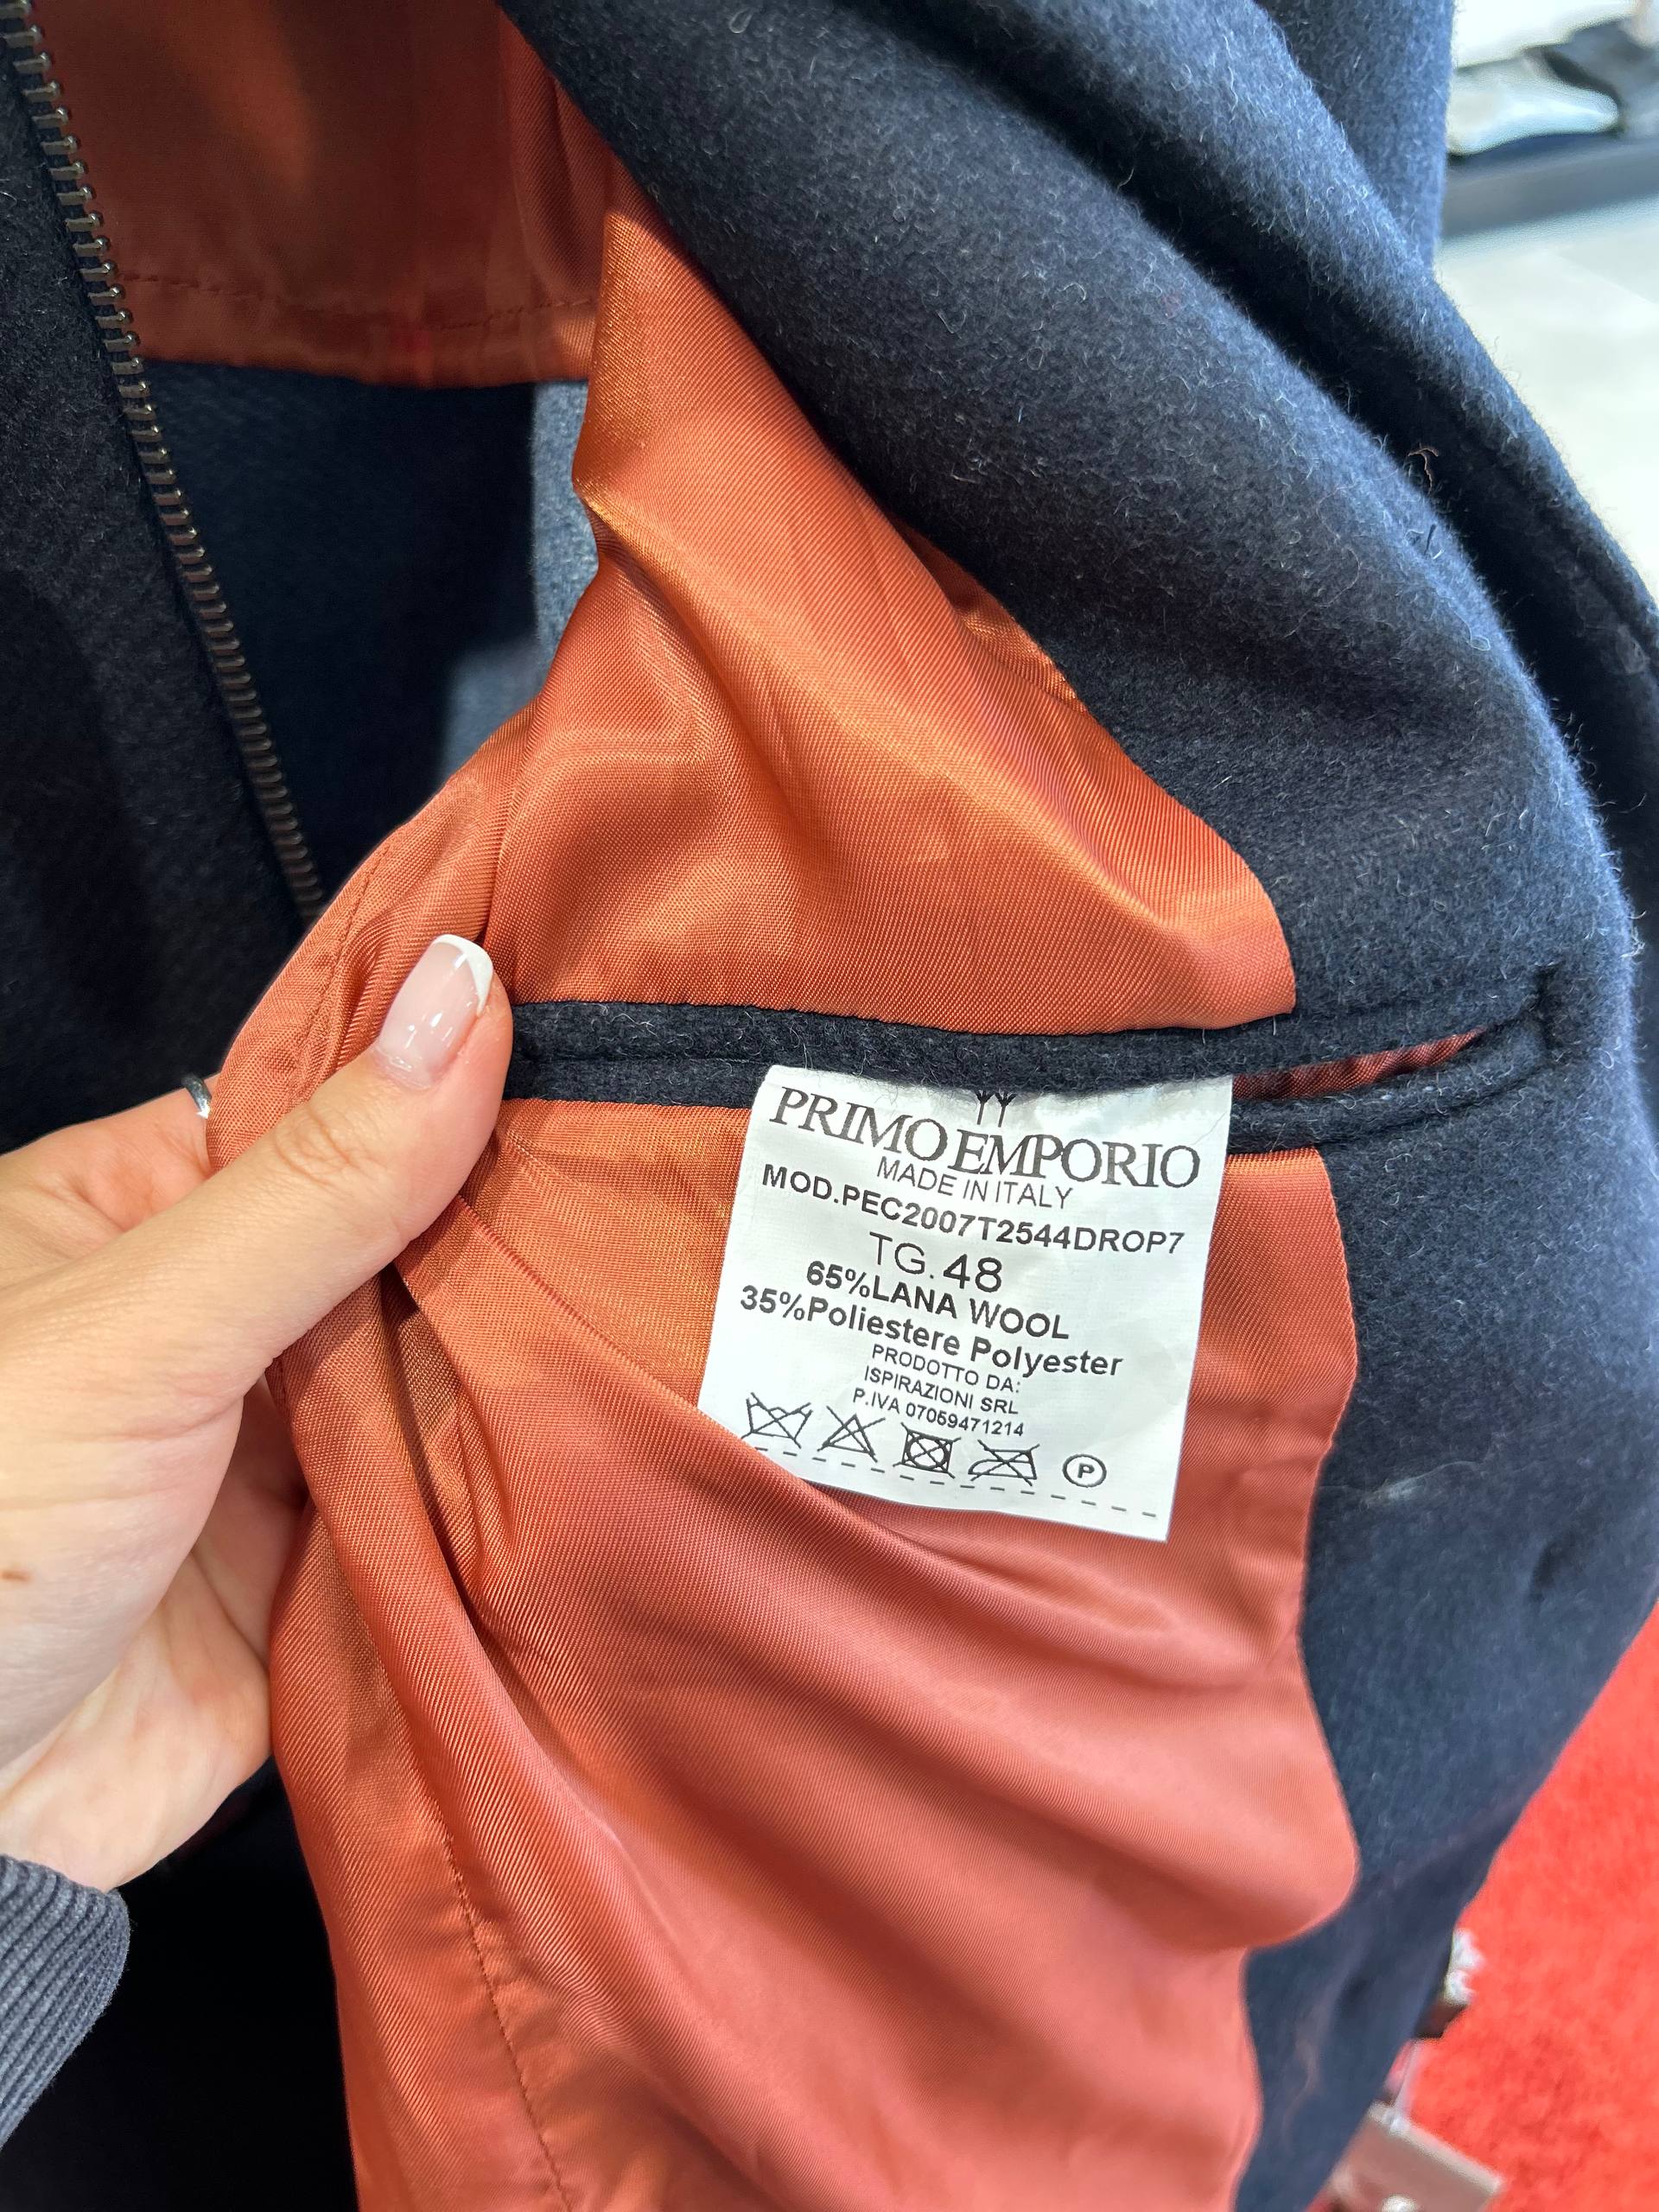 PRIMO EMPORIO
MADE IN ITALY
MOD.PEC2007T2544DROP7
TG.48
65%LANA WOOL
35%Poliestere Polyester
PRODOTTO DA:
ISPIRAZIONI SRL
P.IVA 07059471214
P